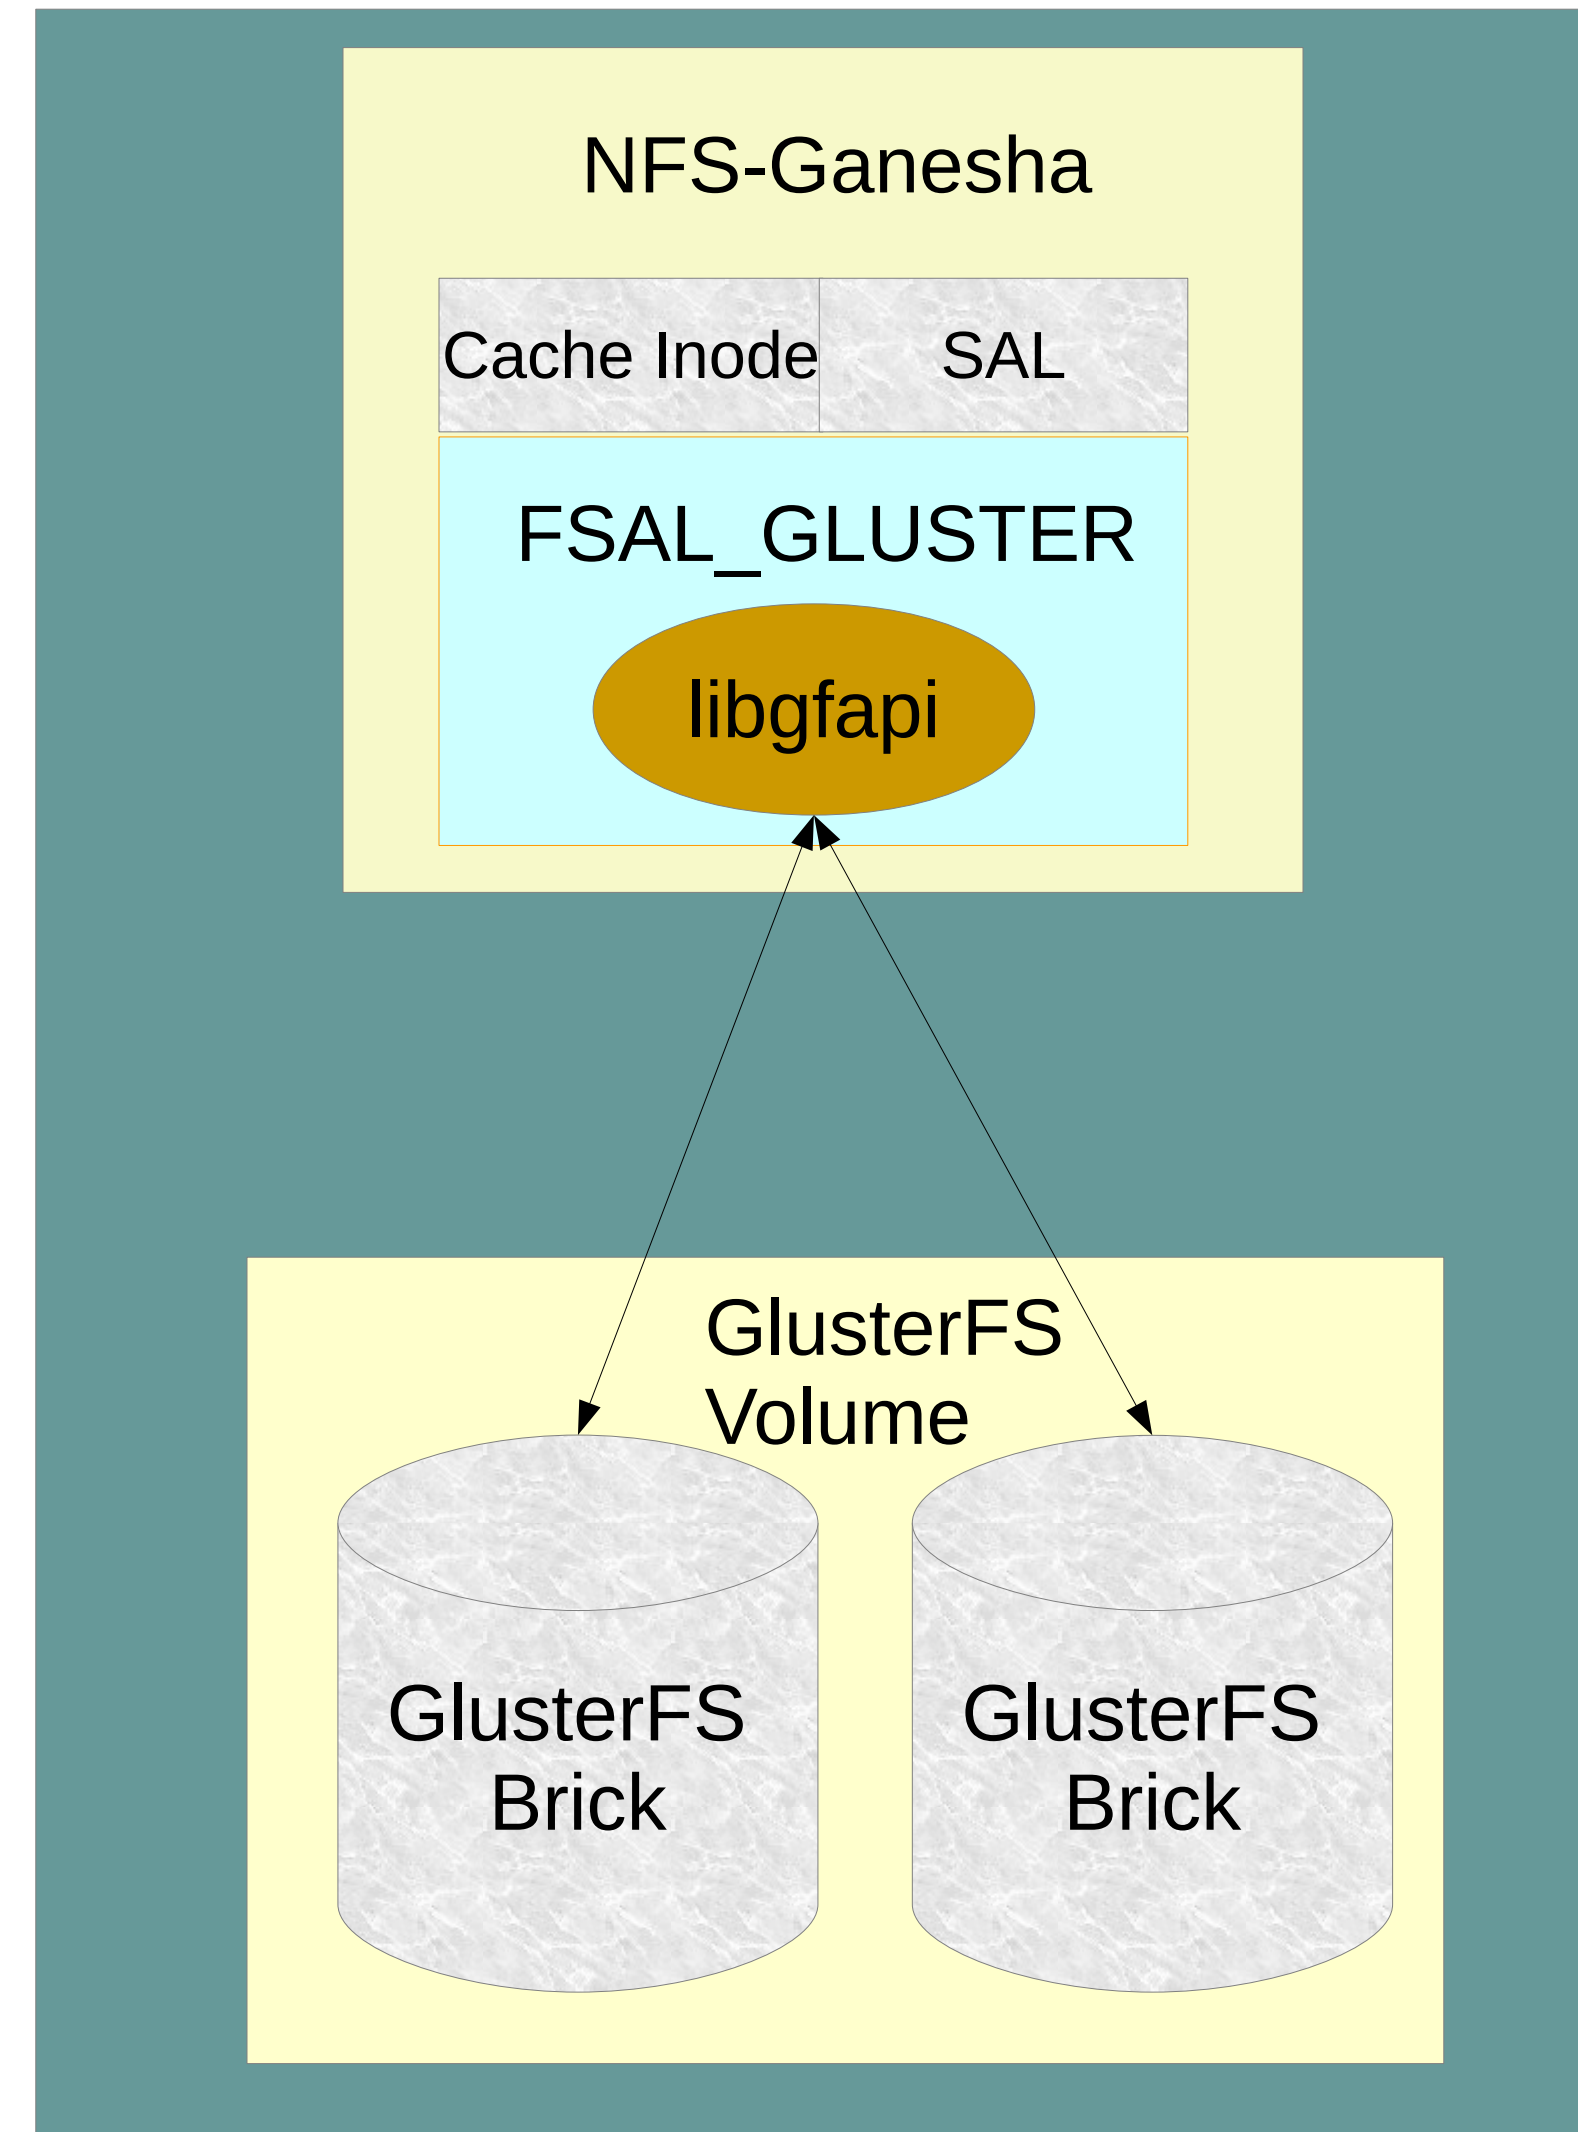 NFS-Ganesha
Cache Inode
SAL
FSAL_GLUSTER
libgfapi
GlusterFS
Volume
GlusterFS
Brick
GlusterFS
Brick